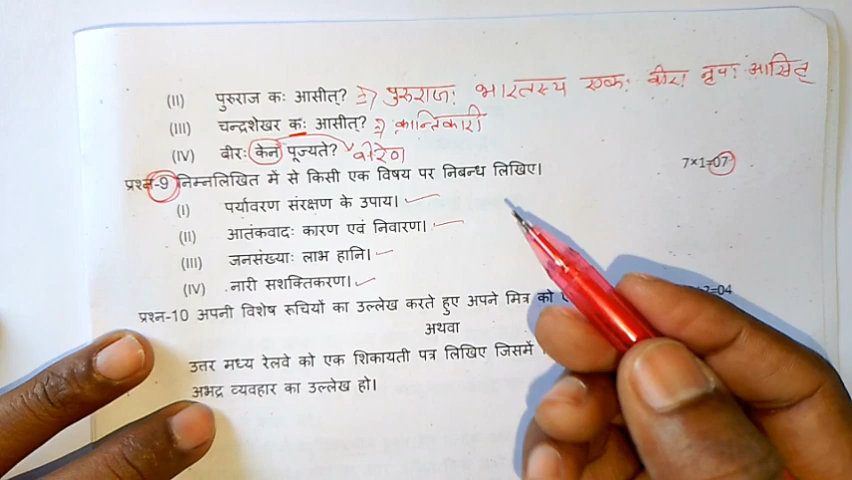 (II) पुरुराज कः आसीत्? => पुरुराजः भारतस्य एकः वीरः नृपः आसित्
(III) चन्द्रशेखर कः आसीत्? => क्रान्तिकारी
(IV) वीरः केन पूज्यते? वीरेण
प्रश्न-9 निम्नलिखित में से किसी एक विषय पर निबन्ध लिखिए। 7×1=07
(I) पर्यावरण संरक्षण के उपाय।
(II) आतंकवादः कारण एवं निवारण।
(III) जनसंख्याः लाभ हानि।
(IV) नारी सशक्तिकरण।
प्रश्न-10 अपनी विशेष रूचियों का उल्लेख करते हुए अपने मित्र को =04
अथवा
उत्तर मध्य रेलवे को एक शिकायती पत्र लिखिए जिसमें
अभद्र व्यवहार का उल्लेख हो।